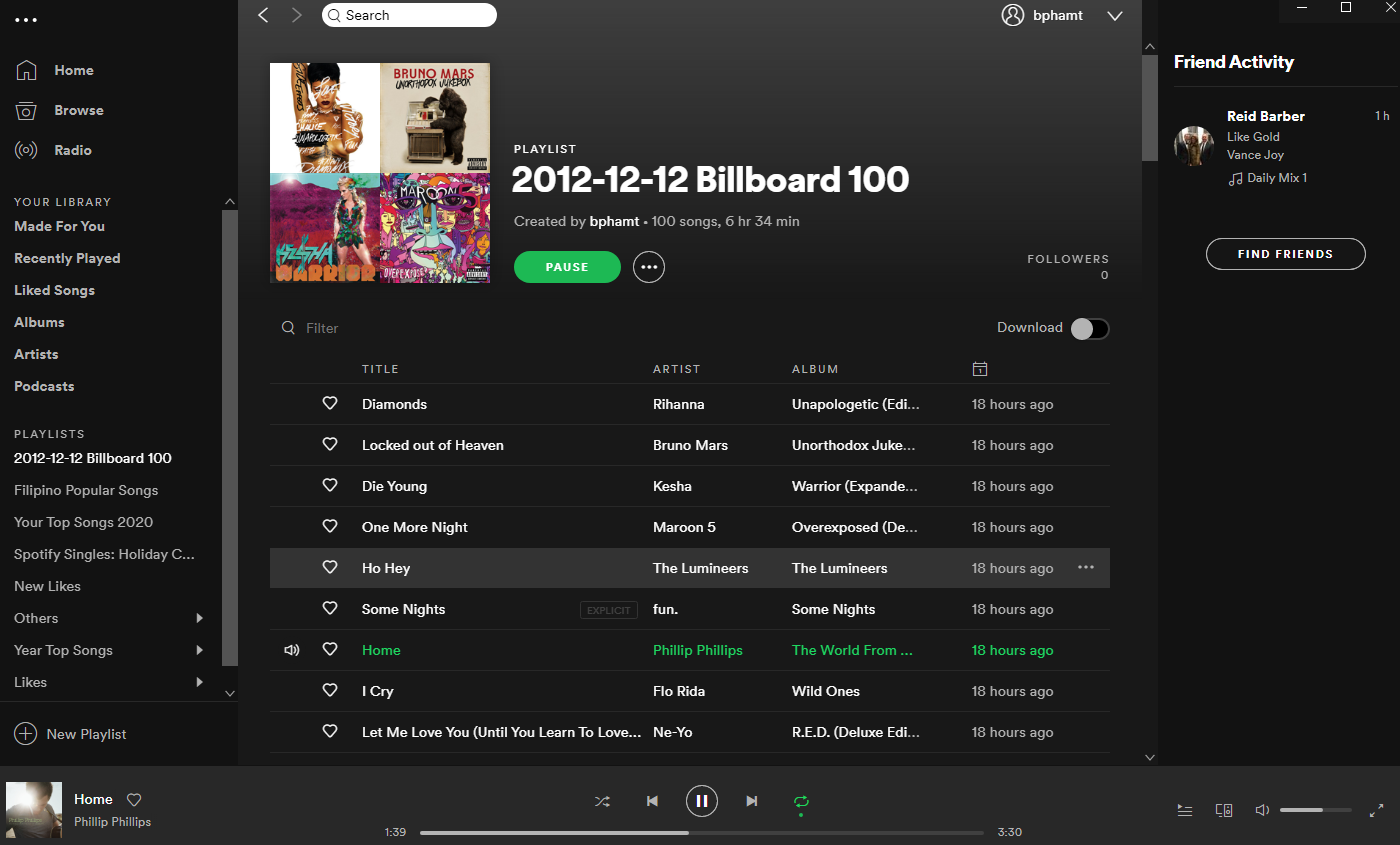 Search
bphamt
Home
Browse
Radio
YOUR LIBRARY
Made For You
Recently Played
Liked Songs
Albums
Artists
Podcasts
PLAYLISTS
2012-12-12 Billboard 100
Filipino Popular Songs
Your Top Songs 2020
Spotify Singles: Holiday C...
New Likes
Others
Year Top Songs
Likes
New Playlist
BRUNO MARS
UNORTHODOX JUKEBOX
KE$HA
WARRIOR
MAROON 5
OVEREXPOSED
PLAYLIST
2012-12-12 Billboard 100
Created by bphamt • 100 songs, 6 hr 34 min
PAUSE
FOLLOWERS
0
Filter
Download
TITLE ARTIST ALBUM
Diamonds Rihanna Unapologetic (Edi... 18 hours ago
Locked out of Heaven Bruno Mars Unorthodox Juke... 18 hours ago
Die Young Kesha Warrior (Expande... 18 hours ago
One More Night Maroon 5 Overexposed (De... 18 hours ago
Ho Hey The Lumineers The Lumineers 18 hours ago
Some Nights EXPLICIT fun. Some Nights 18 hours ago
Home Phillip Phillips The World From ... 18 hours ago
I Cry Flo Rida Wild Ones 18 hours ago
Let Me Love You (Until You Learn To Love... Ne-Yo R.E.D. (Deluxe Edi... 18 hours ago
Friend Activity
Reid Barber 1 h
Like Gold
Vance Joy
Daily Mix 1
FIND FRIENDS
Home
Phillip Phillips
1:39 3:30